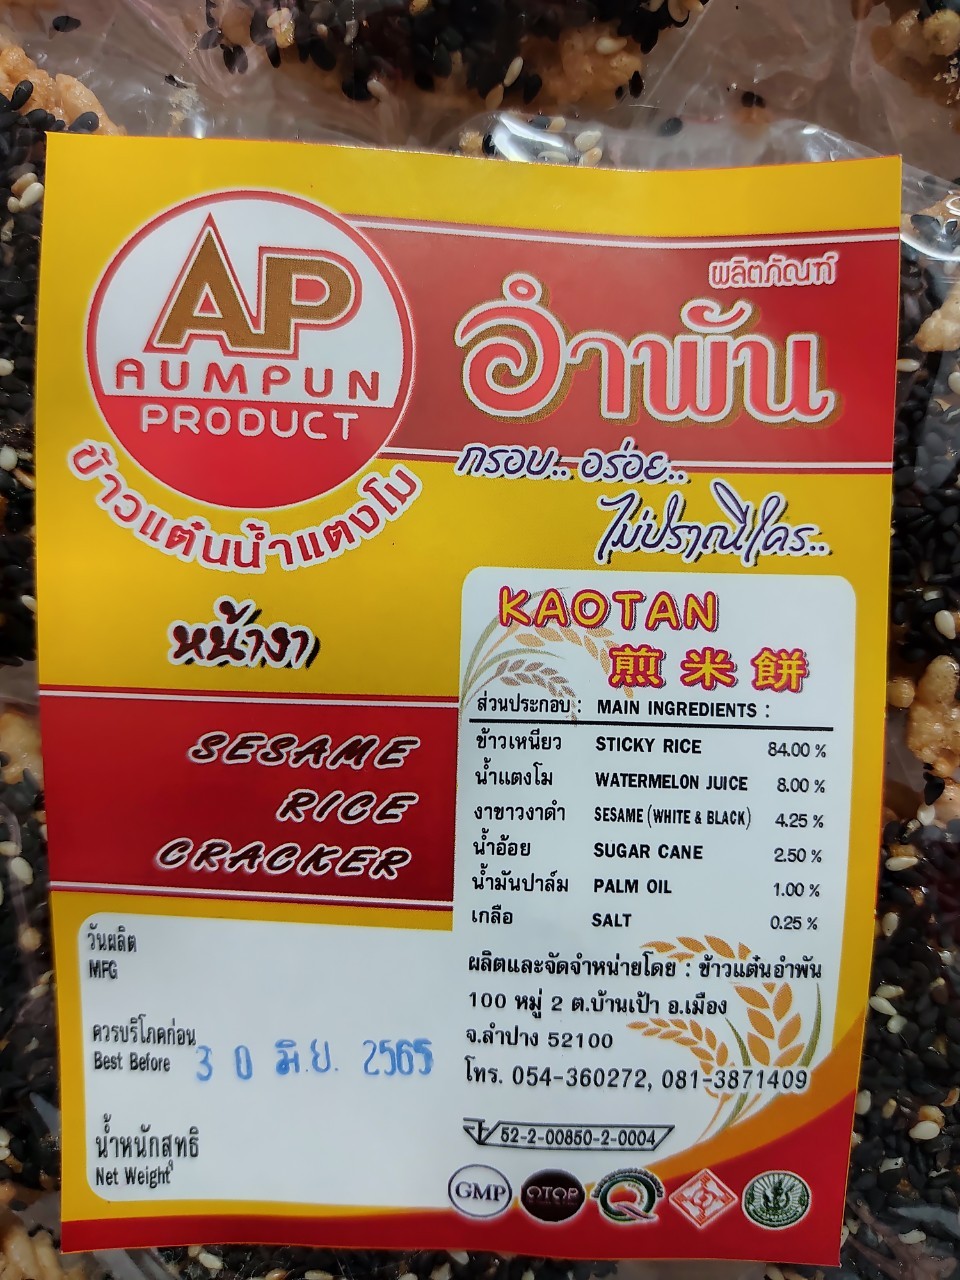 AP
AUMPUN
PRODUCT
ข้าวแต๋นน้ำแตงโม
ผลิตภัณฑ์
อำพัน
กรอบ.. อร่อย..
ไม่ปราณีใคร..
หน้างา
SESAME
RICE
CRACKER
KAOTAN
煎米餅
ส่วนประกอบ : MAIN INGREDIENTS :
ข้าวเหนียว STICKY RICE 84.00 %
น้ำแตงโม WATERMELON JUICE 8.00 %
งาขาวงาดำ SESAME (WHITE & BLACK) 4.25 %
น้ำอ้อย SUGAR CANE 2.50 %
น้ำมันปาล์ม PALM OIL 1.00 %
เกลือ SALT 0.25 %
ผลิตและจัดจำหน่ายโดย : ข้าวแต๋นอำพัน
100 หมู่ 2 ต.บ้านเป้า อ.เมือง
จ.ลำปาง 52100
โทร. 054-360272, 081-3871409
52-2-00850-2-0004
วันผลิต
MFG
ควรบริโภคก่อน
Best Before 30 มิ.ย. 2565
น้ำหนักสุทธิ
Net Weight
GMP
OTOP
Q